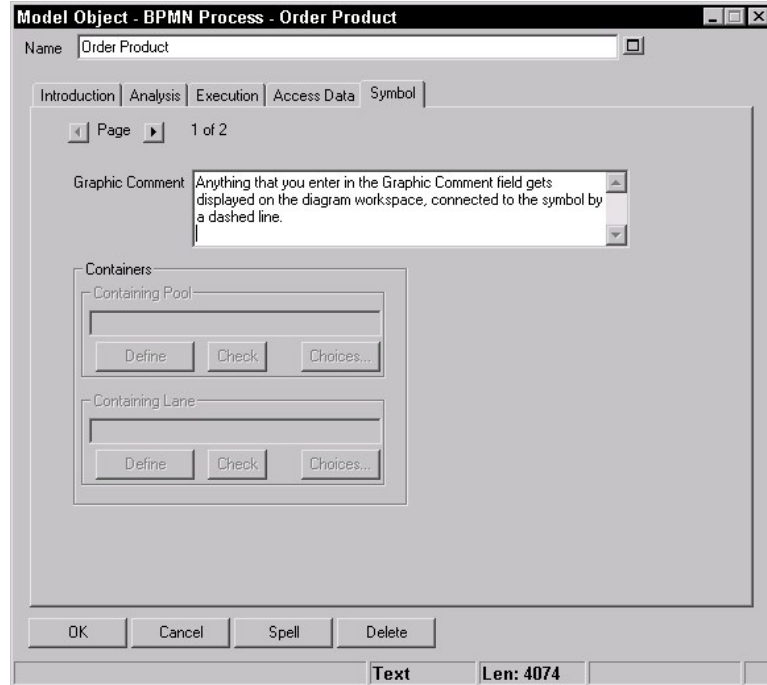 Model Object - BPMN Process - Order Product
Name Order Product
Introduction Analysis Execution Access Data Symbol
Page 1 of 2
Graphic Comment Anything that you enter in the Graphic Comment field gets
displayed on the diagram workspace, connected to the symbol by
a dashed line.
Containers
Containing Pool
Define Check Choices...
Containing Lane
Define Check Choices...
OK Cancel Spell Delete
Text Len: 4074